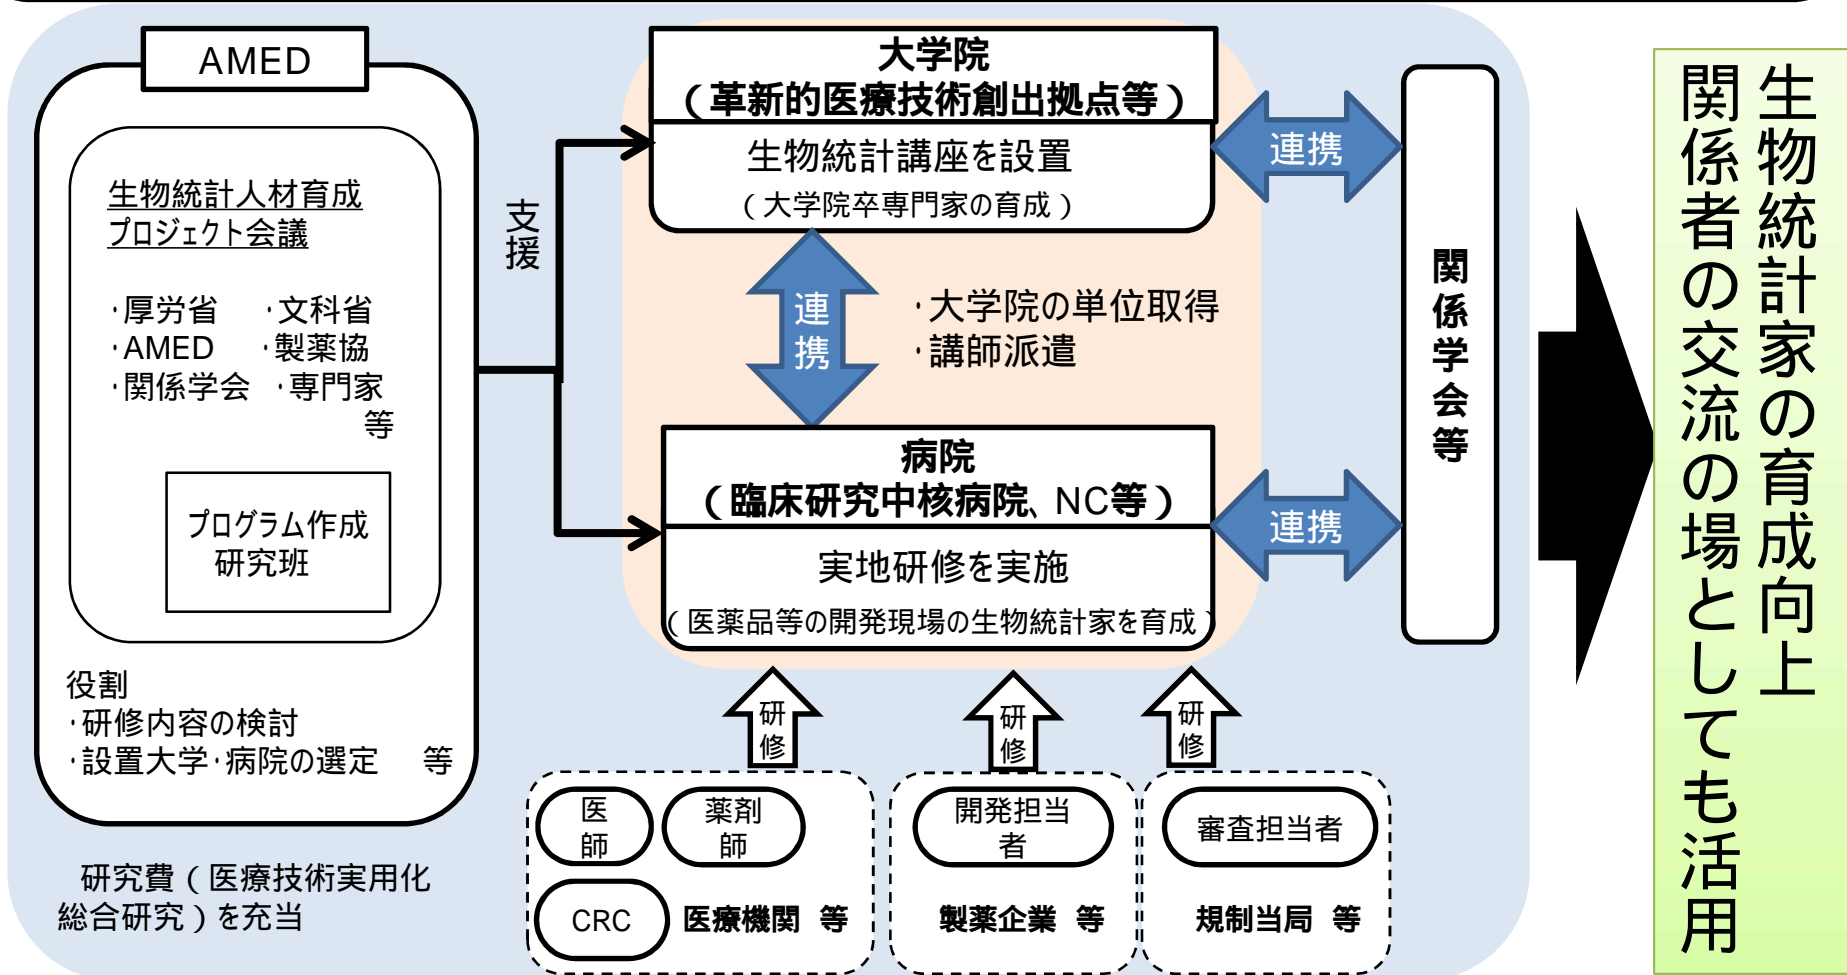 AMED
生物統計人材育成
プロジェクト会議
・厚労省　・文科省
・AMED　・製薬協
・関係学会　・専門家
等
プログラム作成
研究班
役割
・研修内容の検討
・設置大学・病院の選定　等
研究費（医療技術実用化
総合研究）を充当
支援
大学院
（革新的医療技術創出拠点等）
生物統計講座を設置
（大学院卒専門家の育成）
連携
・大学院の単位取得
・講師派遣
病院
（臨床研究中核病院、NC等）
実地研修を実施
（医薬品等の開発現場の生物統計家を育成）
連携
連携
関係学会等
研修
研修
研修
医師
薬剤師
CRC
医療機関　等
開発担当者
製薬企業　等
審査担当者
規制当局　等
生物統計家の育成向上
関係者の交流の場としても活用